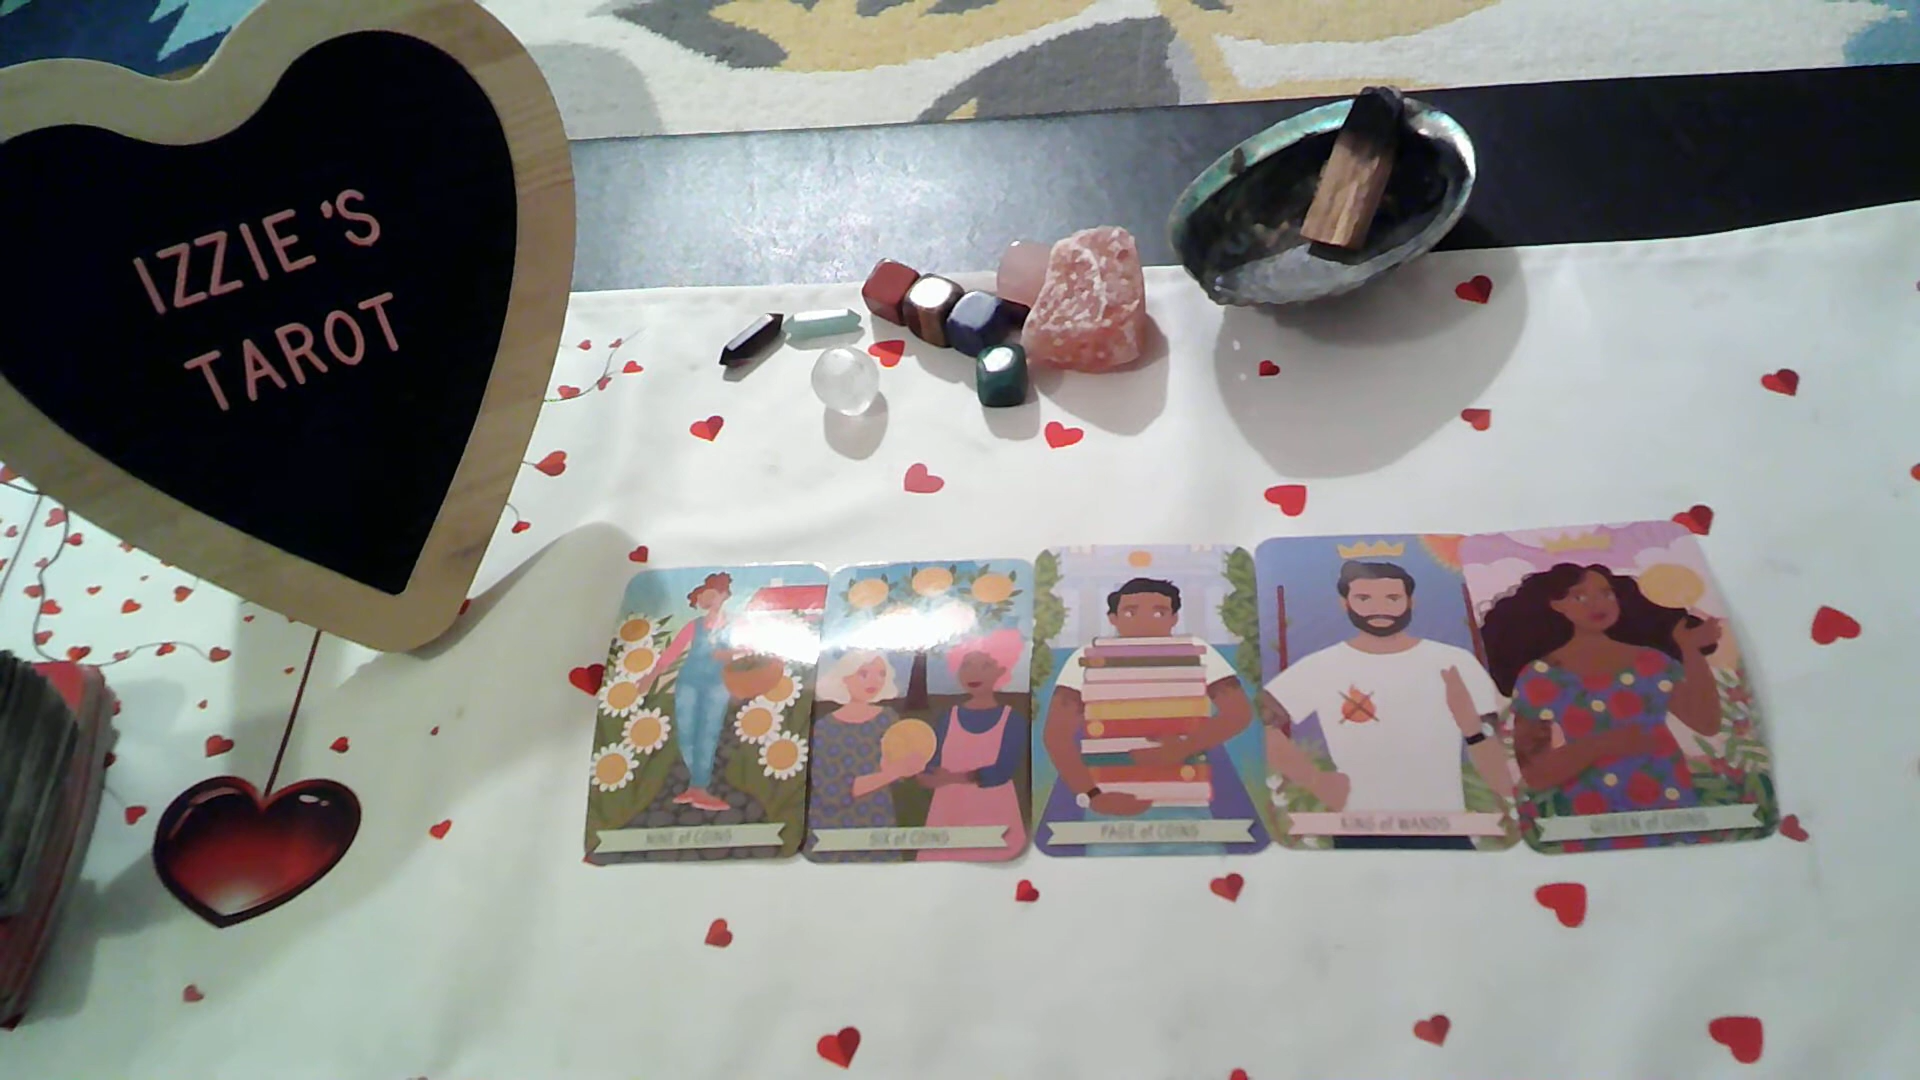 IZZIE'S
TAROT
NINE of COINS
SIX of COINS
PAGE of COINS
KING of WANDS
QUEEN of COINS